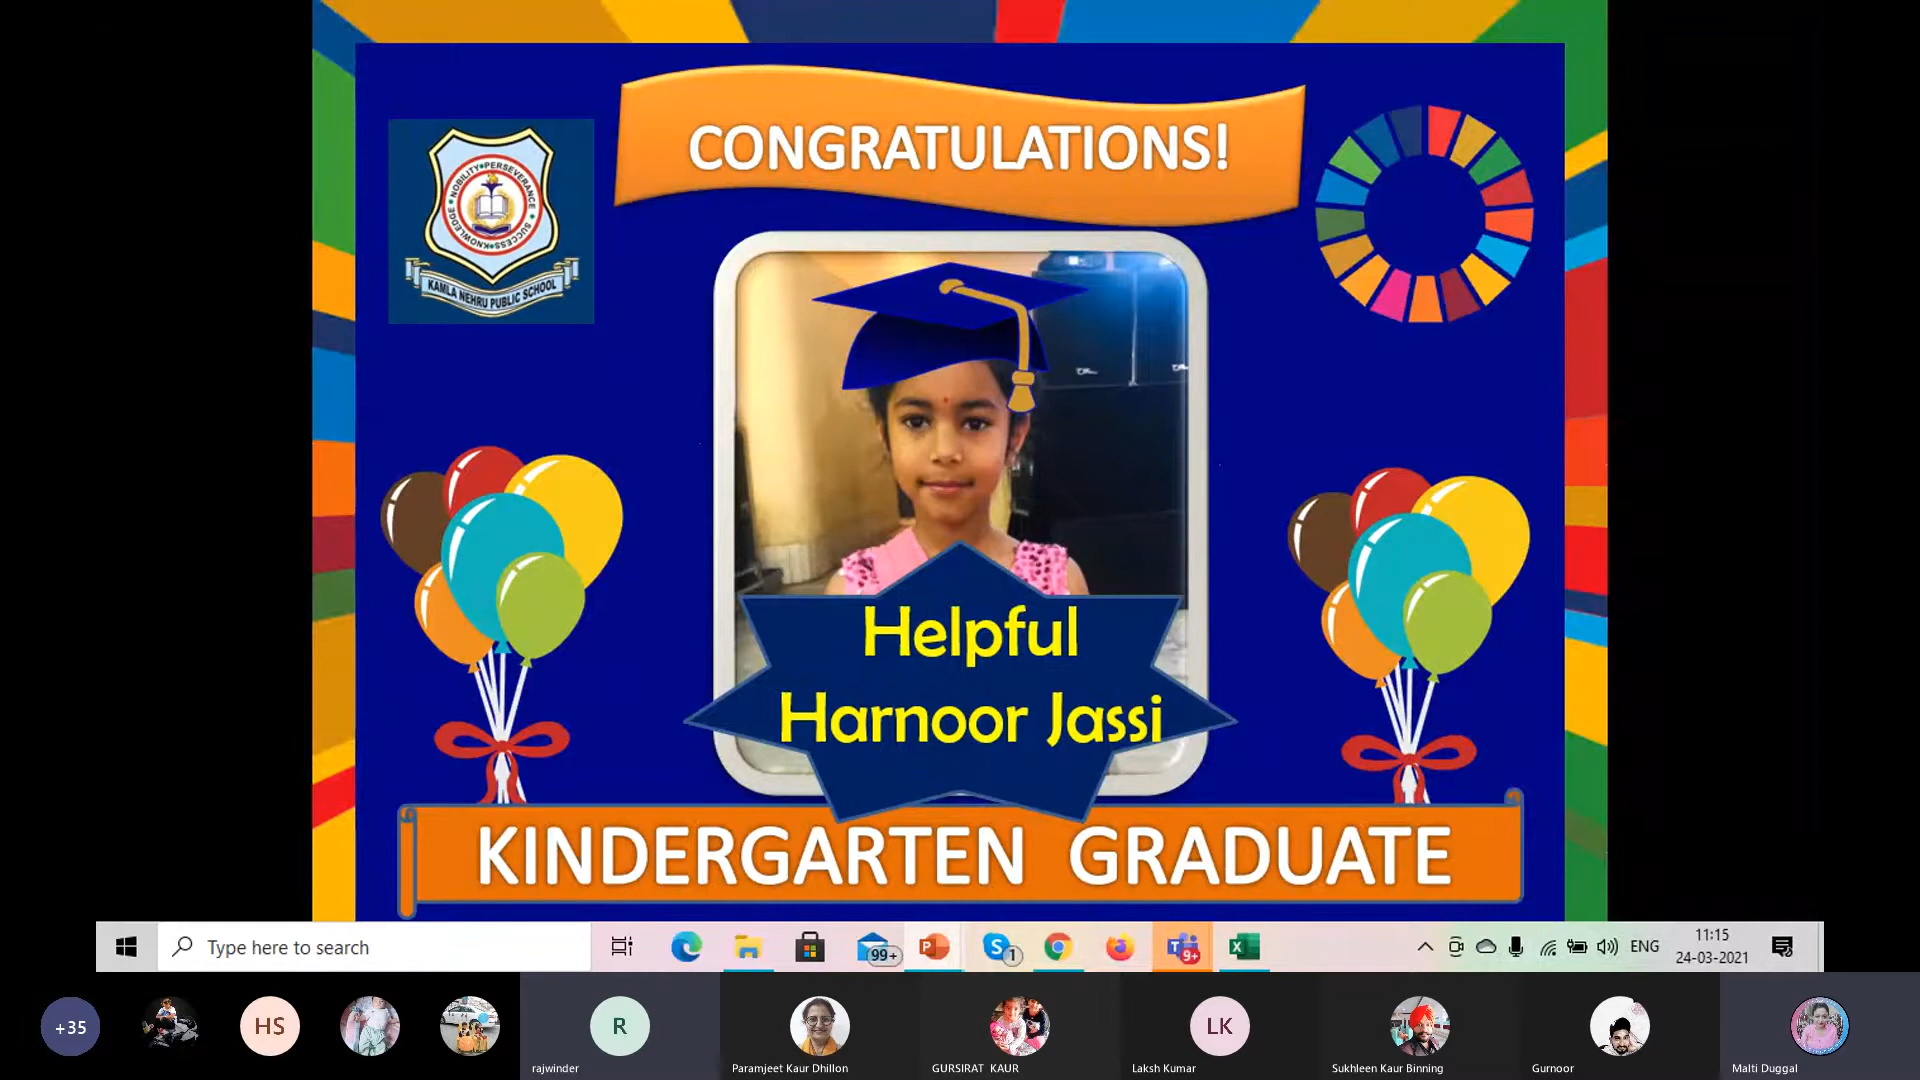 CONGRATULATIONS!
NOBILITY • PERSEVERANCE • SUCCESS • KNOWLEDGE •
KAMLA NEHRU PUBLIC SCHOOL
Helpful
Harnoor Jassi
KINDERGARTEN GRADUATE
Type here to search
99+
1
9+
ENG
11:15
24-03-2021
+35
HS
R
LK
rajwinder
Paramjeet Kaur Dhillon
GURSIRAT KAUR
Laksh Kumar
Sukhleen Kaur Binning
Gurnoor
Malti Duggal